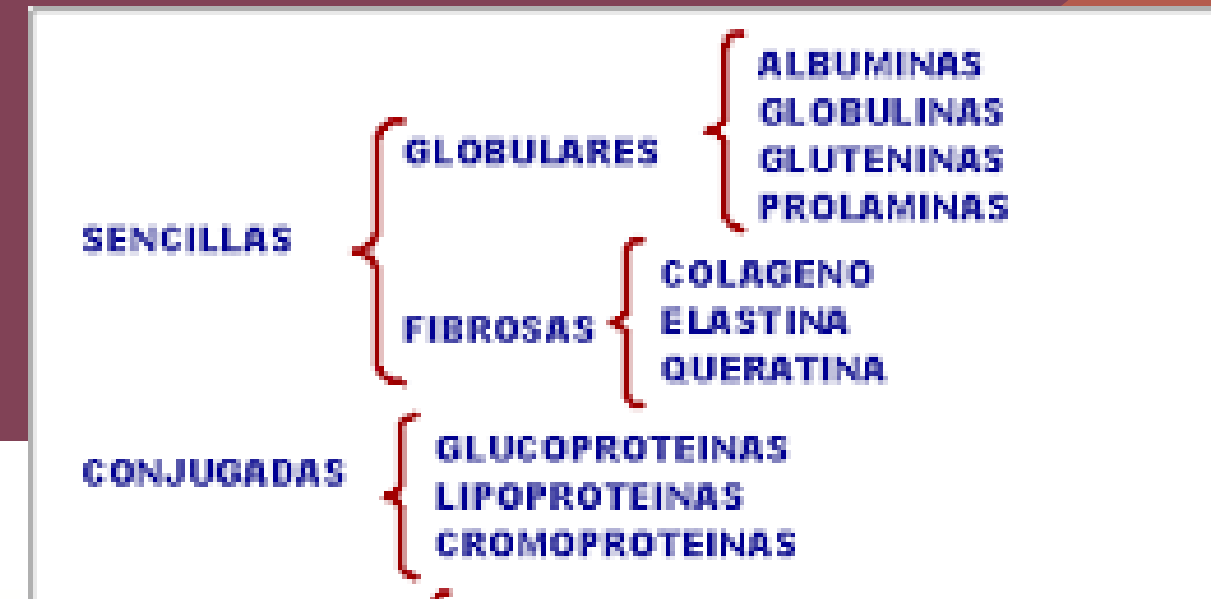 SENCILLAS
GLOBULARES
ALBUMINAS
GLOBULINAS
GLUTENINAS
PROLAMINAS
FIBROSAS
COLAGENO
ELASTINA
QUERATINA
CONJUGADAS
GLUCOPROTEINAS
LIPOPROTEINAS
CROMOPROTEINAS